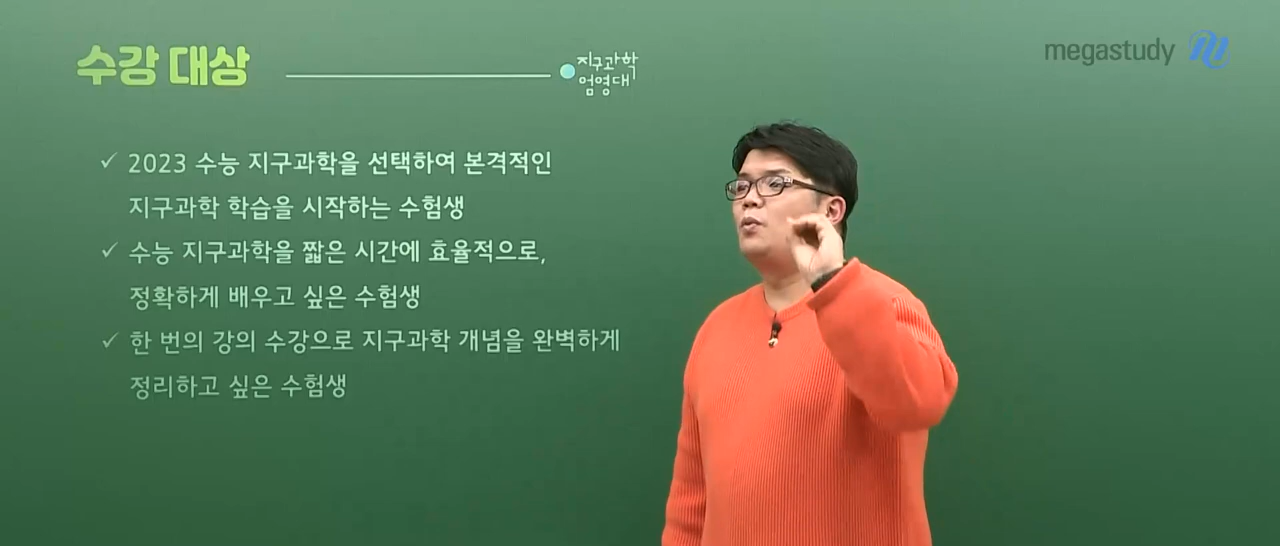 수강 대상
지구과학
엄영대
megastudy
2023 수능 지구과학을 선택하여 본격적인
지구과학 학습을 시작하는 수험생
수능 지구과학을 짧은 시간에 효율적으로,
정확하게 배우고 싶은 수험생
한 번의 강의 수강으로 지구과학 개념을 완벽하게
정리하고 싶은 수험생